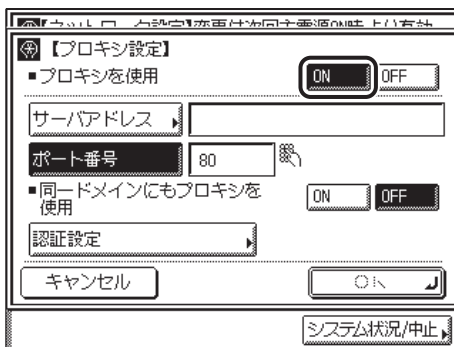 【ネットワーク設定】変更は次回主電源ON時より有効
【プロキシ設定】
■プロキシを使用 ON OFF
サーバアドレス
ポート番号 80
■同一ドメインにもプロキシを使用 ON OFF
認証設定
キャンセル OK
システム状況/中止